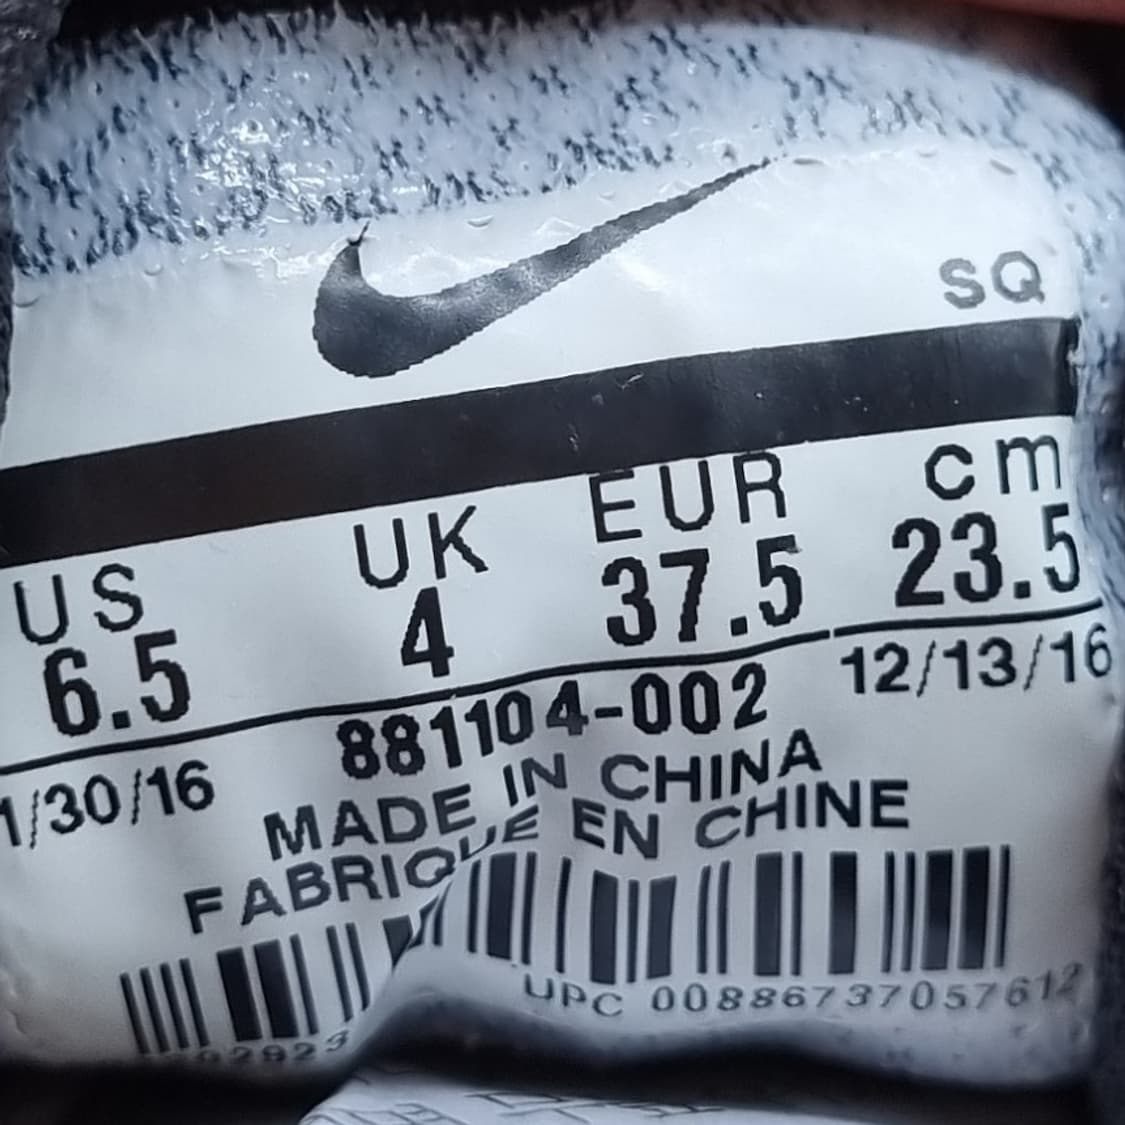 SQ
US UK EUR cm
6.5 4 37.5 23.5
1/30/16 881104-002 12/13/16
MADE IN CHINA
FABRIQUE EN CHINE
UPC 00886737057612